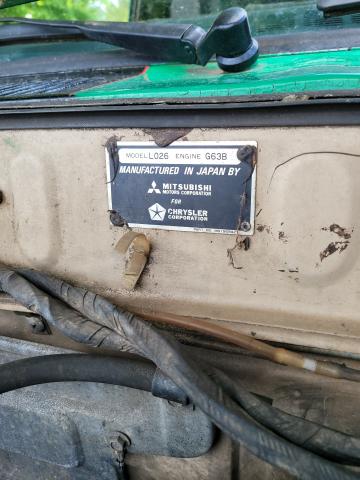 MODEL L026 ENGINE G63B
MANUFACTURED IN JAPAN BY
MITSUBISHI
MOTORS CORPORATION
FOR
CHRYSLER
CORPORATION